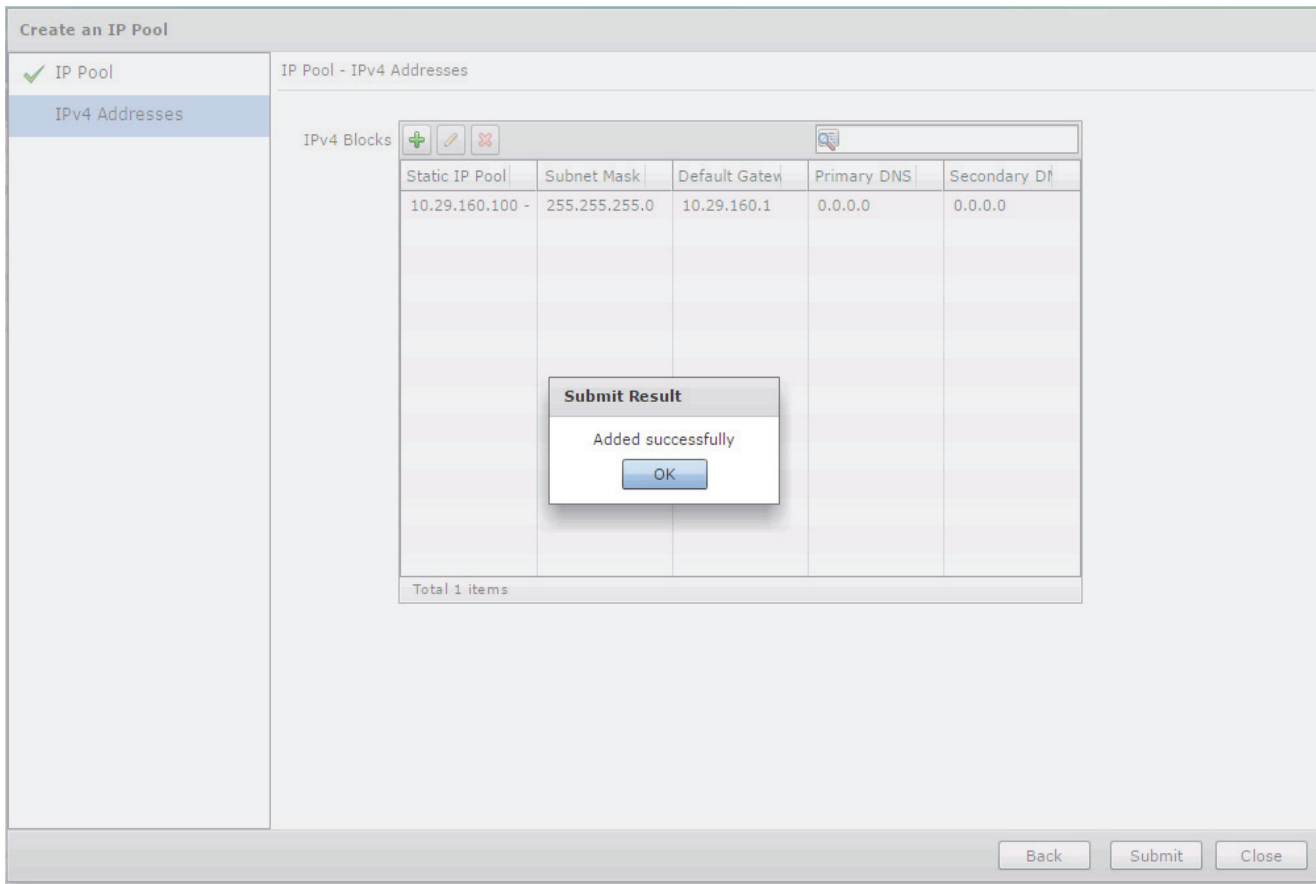 Create an IP Pool
IP Pool
IPv4 Addresses
IP Pool - IPv4 Addresses
IPv4 Blocks
Static IP Pool Subnet Mask Default Gatew Primary DNS Secondary DN
10.29.160.100 - 255.255.255.0 10.29.160.1 0.0.0.0 0.0.0.0
Submit Result
Added successfully
OK
Total 1 items
Back Submit Close